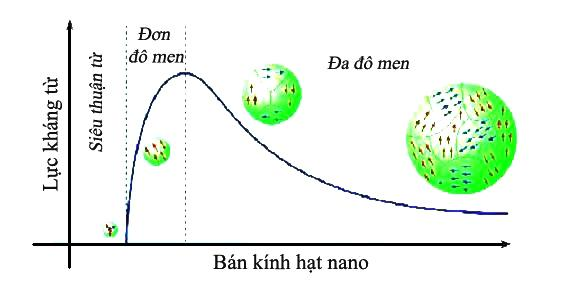 Đơn
đô men
Đa đô men
Siêu thuận từ
Lực kháng từ
Bán kính hạt nano